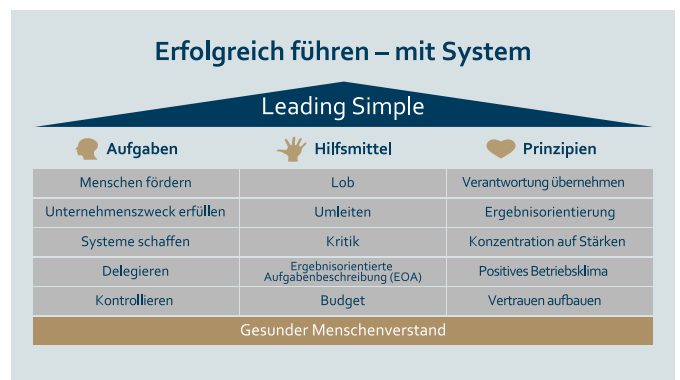 Erfolgreich führen – mit System
Leading Simple
Aufgaben Hilfsmittel Prinzipien
Menschen fördern Lob Verantwortung übernehmen
Unternehmenszweck erfüllen Umleiten Ergebnisorientierung
Systeme schaffen Kritik Konzentration auf Stärken
Delegieren Ergebnisorientierte
Aufgabenbeschreibung (EOA) Positives Betriebsklima
Kontrollieren Budget Vertrauen aufbauen
Gesunder Menschenverstand